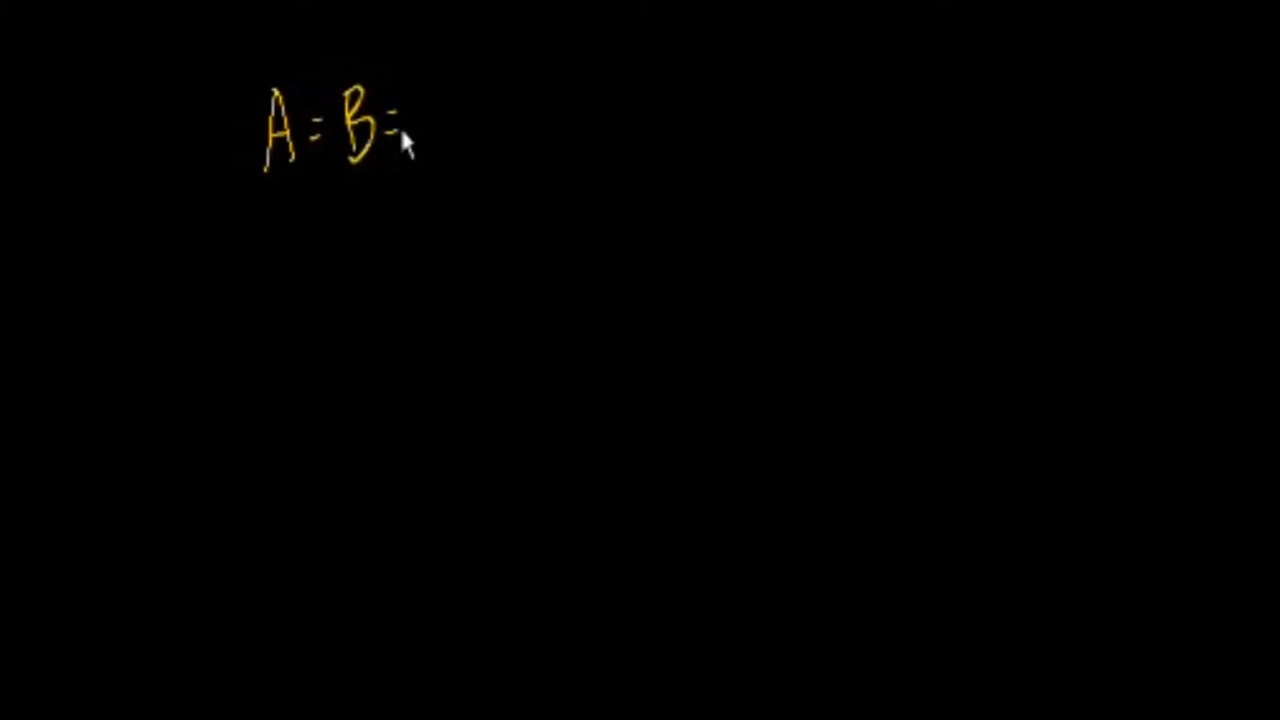 A = B =